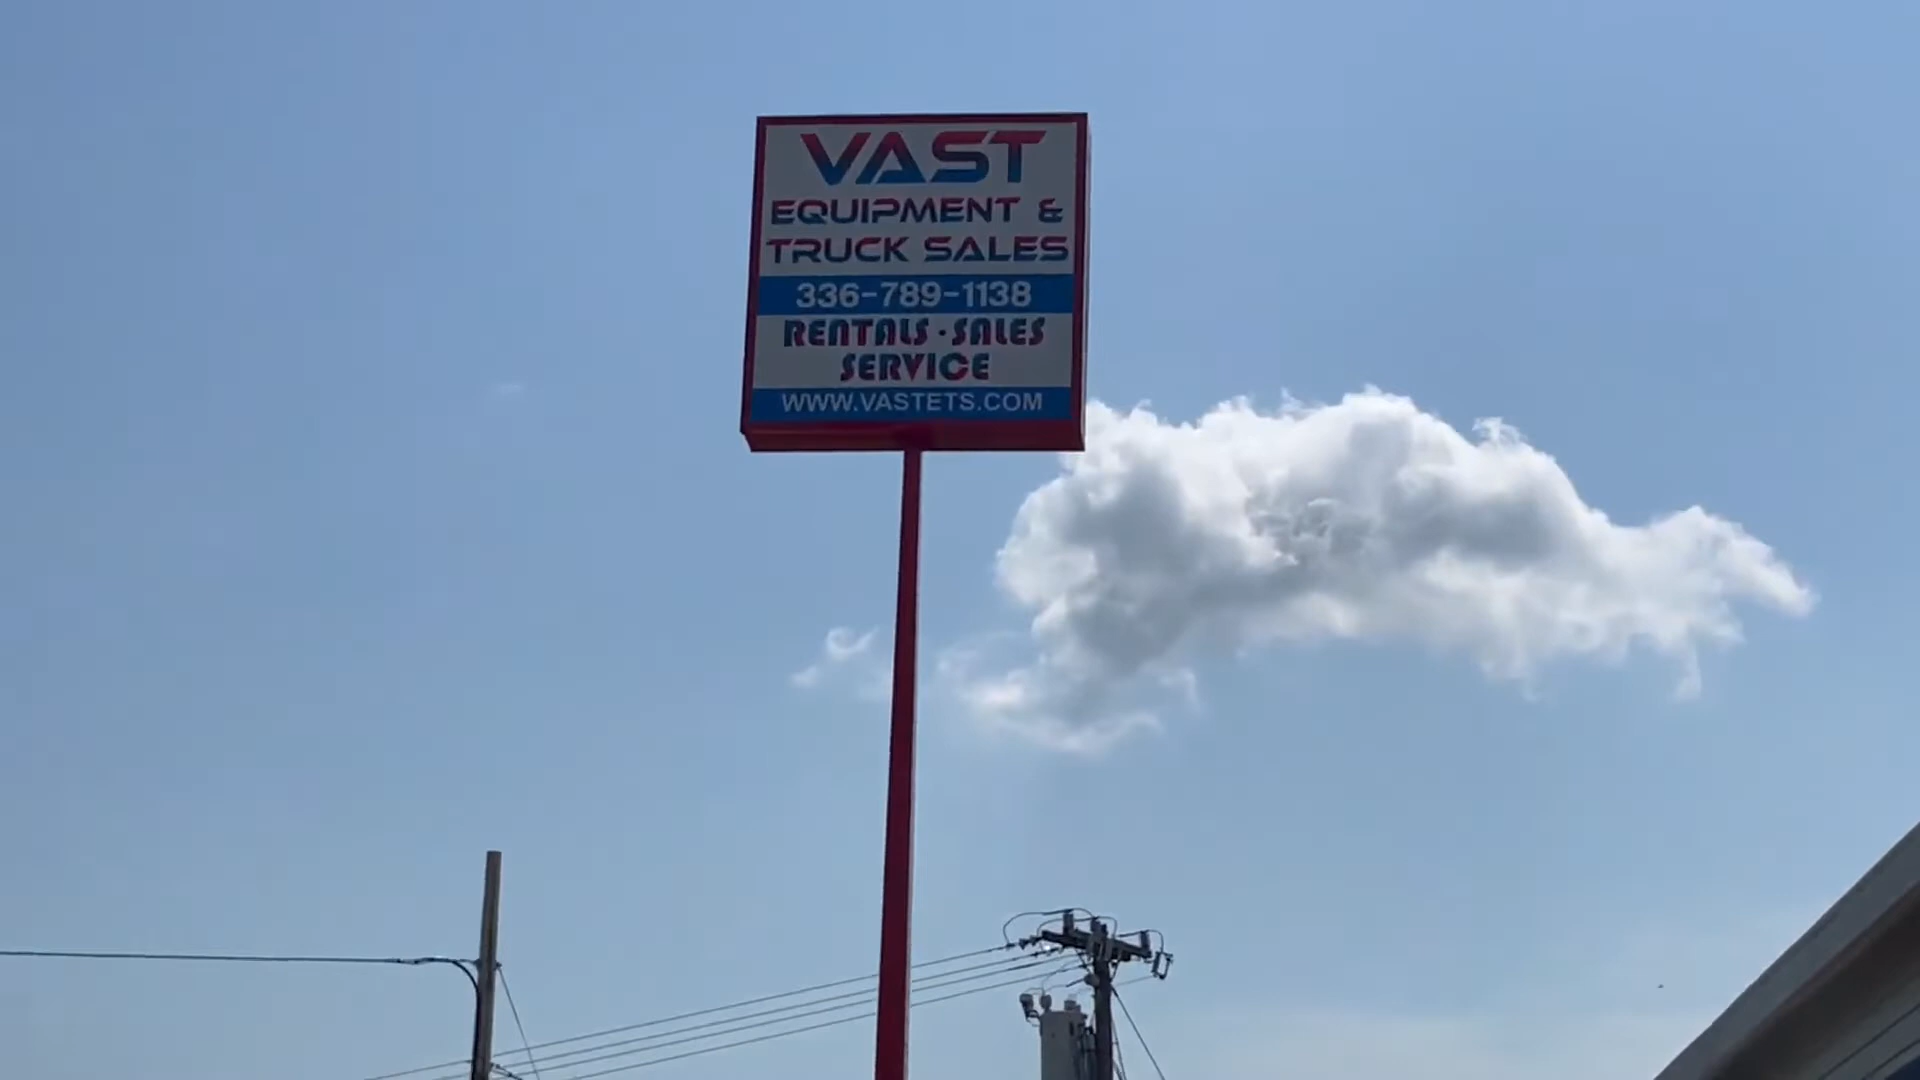 VAST
EQUIPMENT &
TRUCK SALES
336-789-1138
RENTALS · SALES
SERVICE
WWW.VASTETS.COM